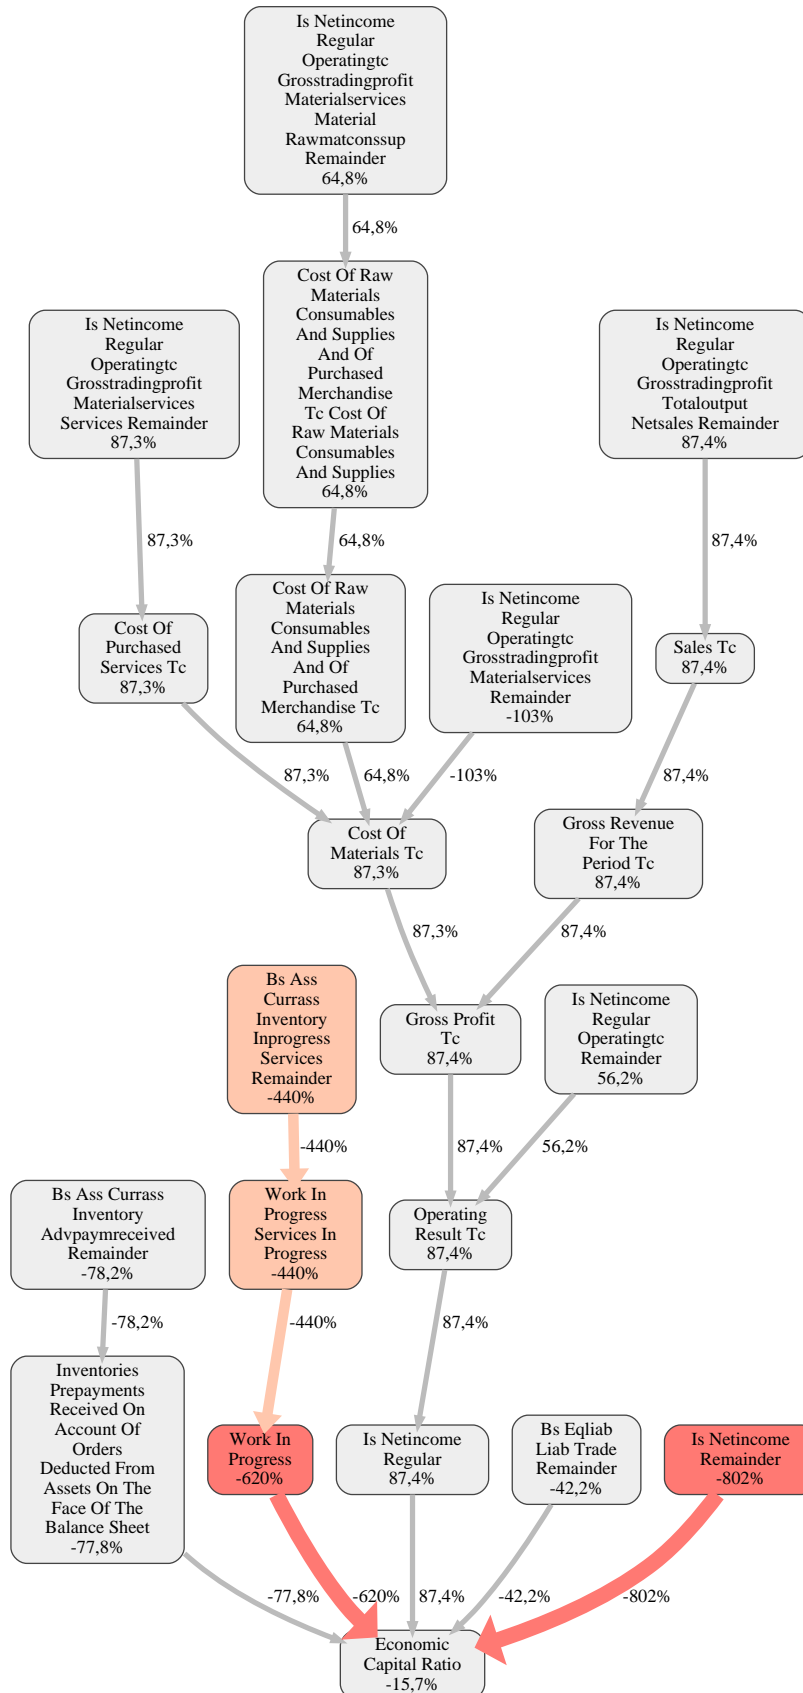 Is Netincome
Regular
Operatingtc
Grosstradingprofit
Materialservices
Material
Rawmatconssup
Remainder
64,8%
64,8%
Cost Of Raw
Materials
Consumables
And Supplies
And Of
Purchased
Merchandise
Tc Cost Of
Raw Materials
Consumables
And Supplies
64,8%
Is Netincome
Regular
Operatingtc
Grosstradingprofit
Materialservices
Services Remainder
87,3%
Is Netincome
Regular
Operatingtc
Grosstradingprofit
Totaloutput
Netsales Remainder
87,4%
87,3%
64,8%
87,4%
Cost Of
Purchased
Services Tc
87,3%
Cost Of Raw
Materials
Consumables
And Supplies
And Of
Purchased
Merchandise Tc
64,8%
Is Netincome
Regular
Operatingtc
Grosstradingprofit
Materialservices
Remainder
-103%
Sales Tc
87,4%
87,3%
64,8%
-103%
87,4%
Cost Of
Materials Tc
87,3%
Gross Revenue
For The
Period Tc
87,4%
87,3%
87,4%
Bs Ass
Currass
Inventory
Inprogress
Services
Remainder
-440%
Gross Profit
Tc
87,4%
Is Netincome
Regular
Operatingtc
Remainder
56,2%
-440%
87,4%
56,2%
Bs Ass Currass
Inventory
Advpaymreceived
Remainder
-78,2%
Work In
Progress
Services In
Progress
-440%
Operating
Result Tc
87,4%
-78,2%
-440%
87,4%
Inventories
Prepayments
Received On
Account Of
Orders
Deducted From
Assets On The
Face Of The
Balance Sheet
-77,8%
Work In
Progress
-620%
Is Netincome
Regular
87,4%
Bs Eqliab
Liab Trade
Remainder
-42,2%
Is Netincome
Remainder
-802%
-77,8%
-620%
87,4%
-42,2%
-802%
Economic
Capital Ratio
-15,7%